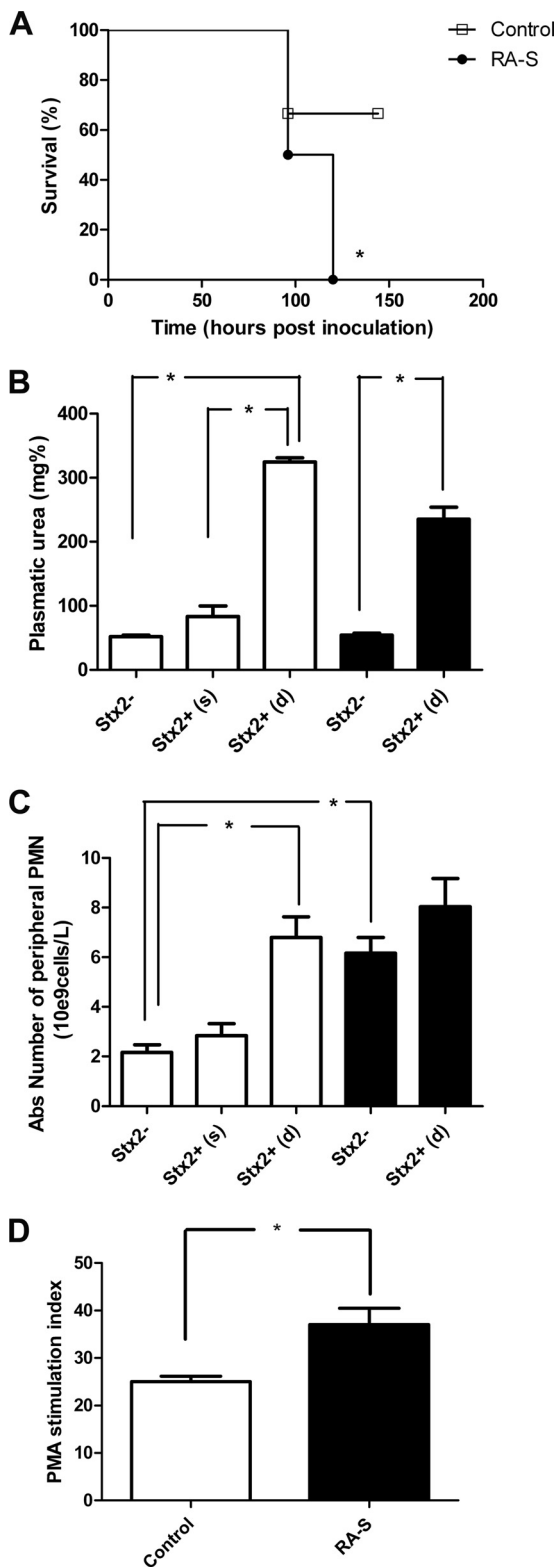 A
Control
RA-S
Survival (%)
100
80
60
40
20
0
*
0
50
100
150
200
Time (hours post inoculation)
B
*
*
*
Plasmatic urea (mg%)
400
300
200
100
0
Stx2-
Stx2+ (s)
Stx2+ (d)
Stx2-
Stx2+ (d)
C
*
*
Abs Number of peripheral PMN
(10e9cells/L)
10
8
6
4
2
0
Stx2-
Stx2+ (s)
Stx2+ (d)
Stx2-
Stx2+ (d)
D
*
PMA stimulation index
50
40
30
20
10
0
Control
RA-S